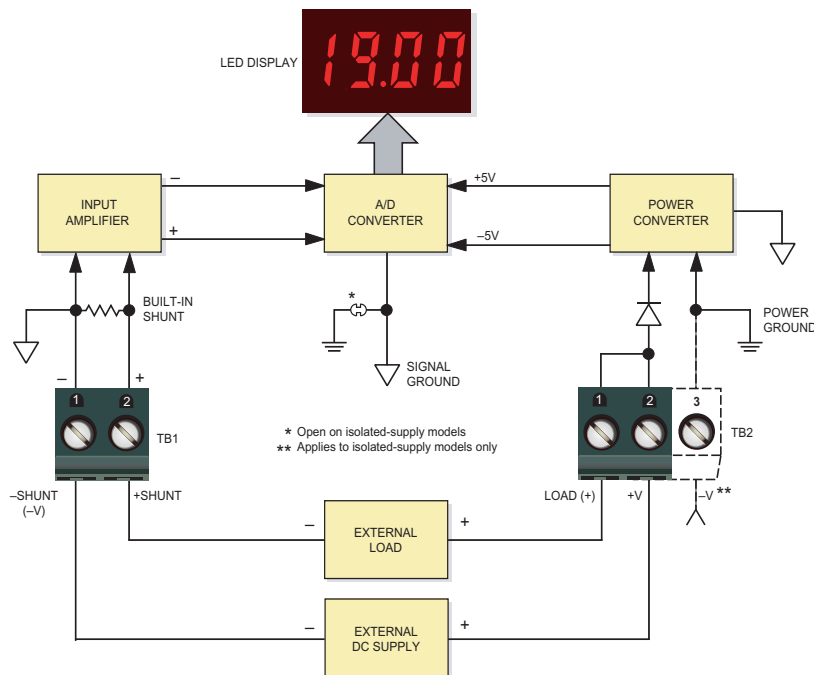 LED DISPLAY
19.00
INPUT
AMPLIFIER
–
+
A/D
CONVERTER
+5V
–5V
POWER
CONVERTER
BUILT-IN
SHUNT
*
SIGNAL
GROUND
POWER
GROUND
–
+
1
2
TB1
* Open on isolated-supply models
** Applies to isolated-supply models only
1
2
3
TB2
–SHUNT
(–V)
+SHUNT
LOAD (+)
+V
–V **
–
EXTERNAL
LOAD
+
–
EXTERNAL
DC SUPPLY
+